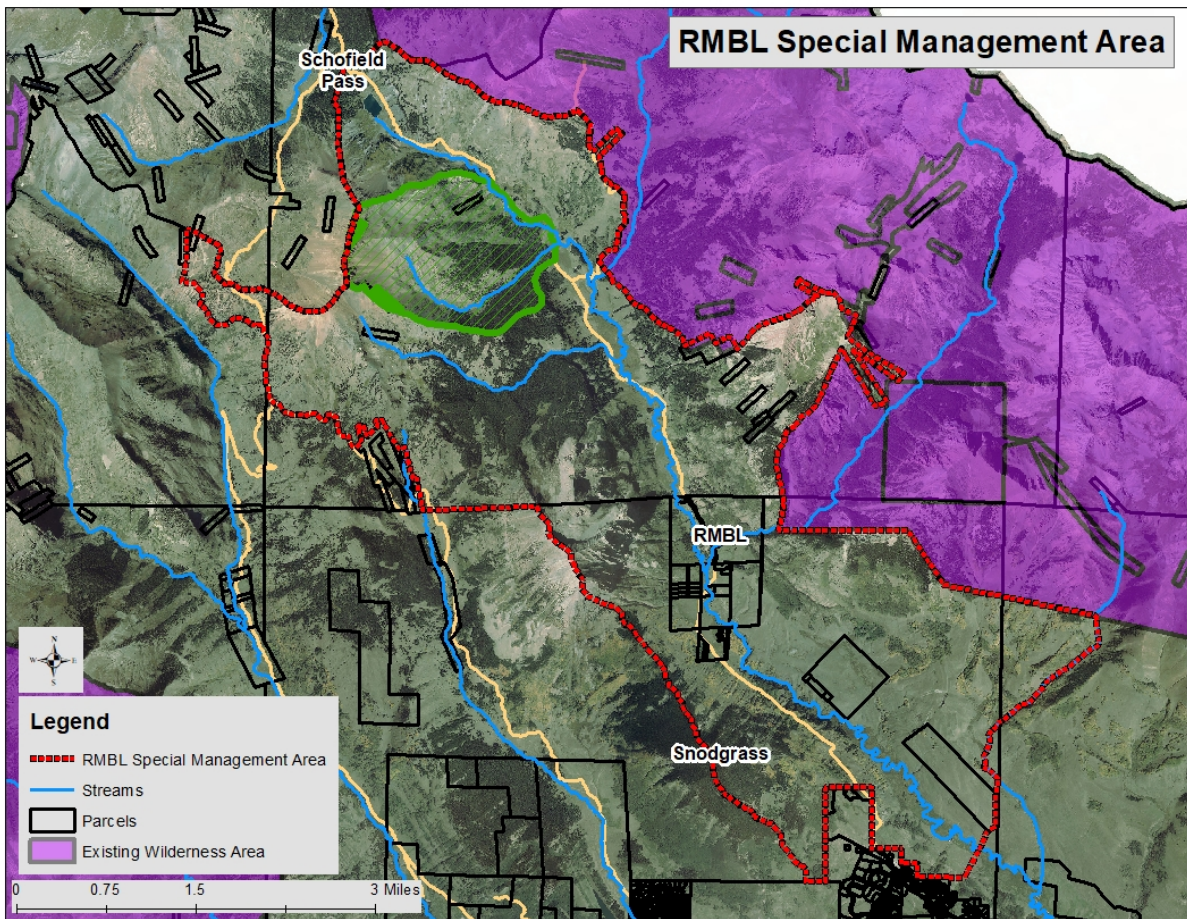 RMBL Special Management Area
Schofield
Pass
RMBL
Snodgrass
N
W E
S
Legend
RMBL Special Management Area
Streams
Parcels
Existing Wilderness Area
0 0.75 1.5 3 Miles